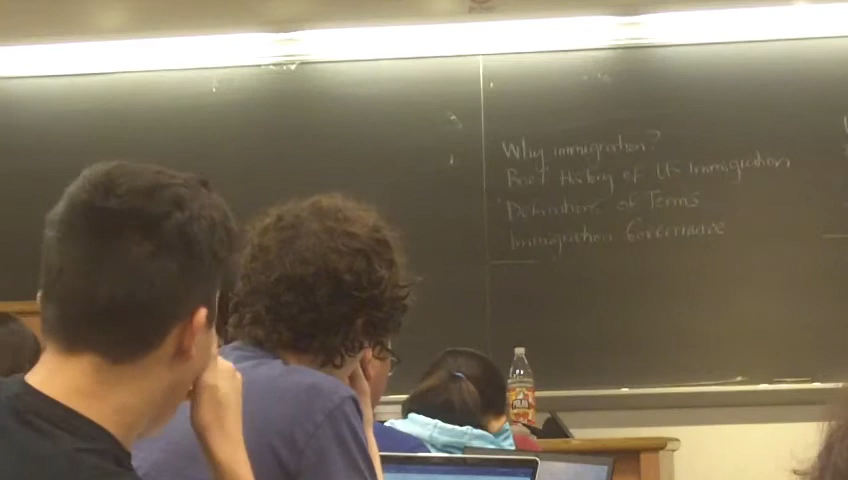 Why immigration?
Brief History of US Immigration
Definitions of Terms
Immigration Governance